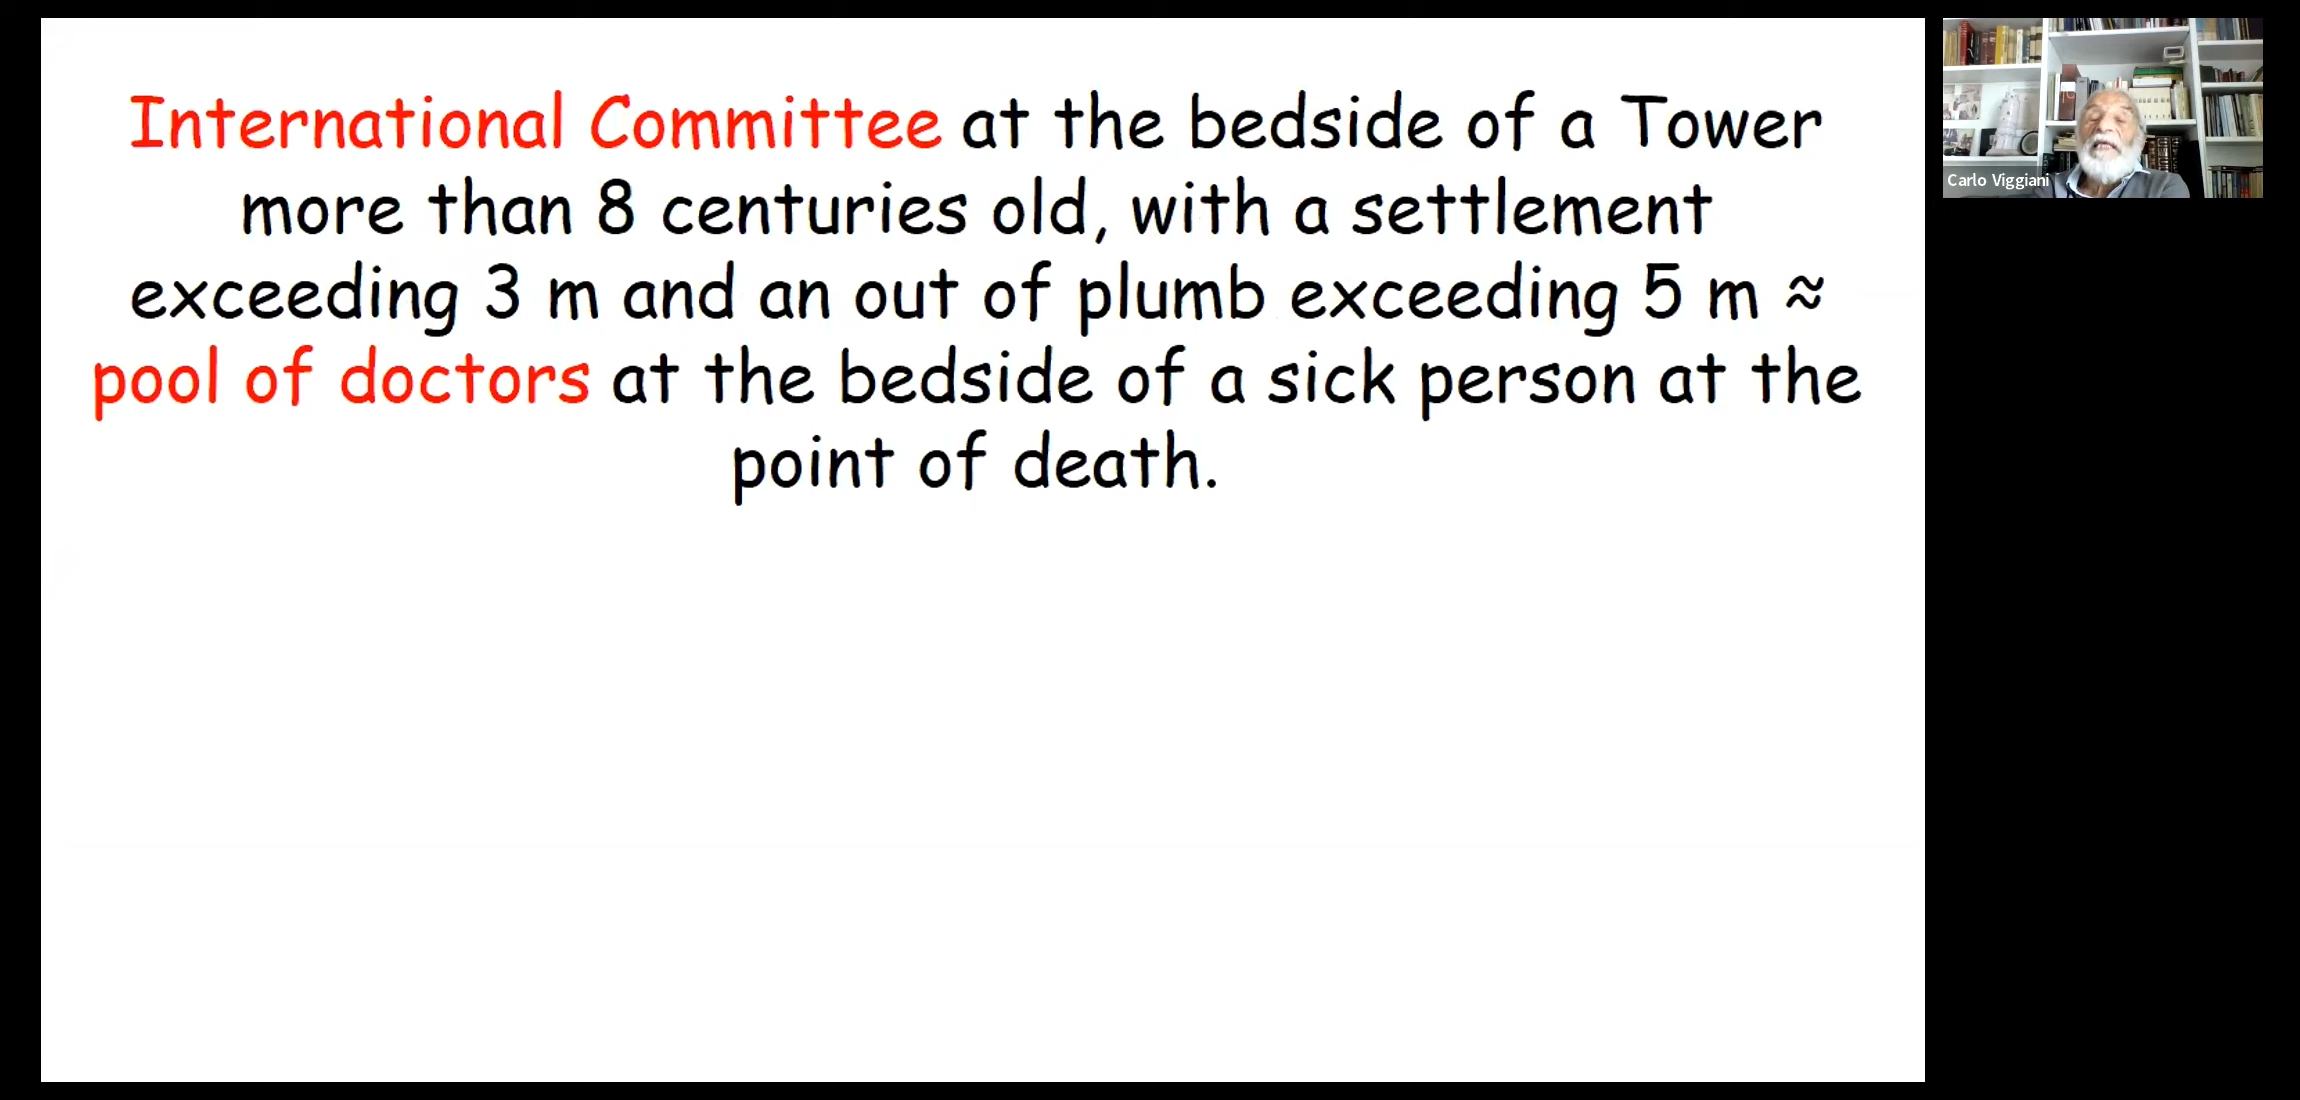 International Committee at the bedside of a Tower
more than 8 centuries old, with a settlement
exceeding 3 m and an out of plumb exceeding 5 m ≈
pool of doctors at the bedside of a sick person at the
point of death.
Carlo Viggiani